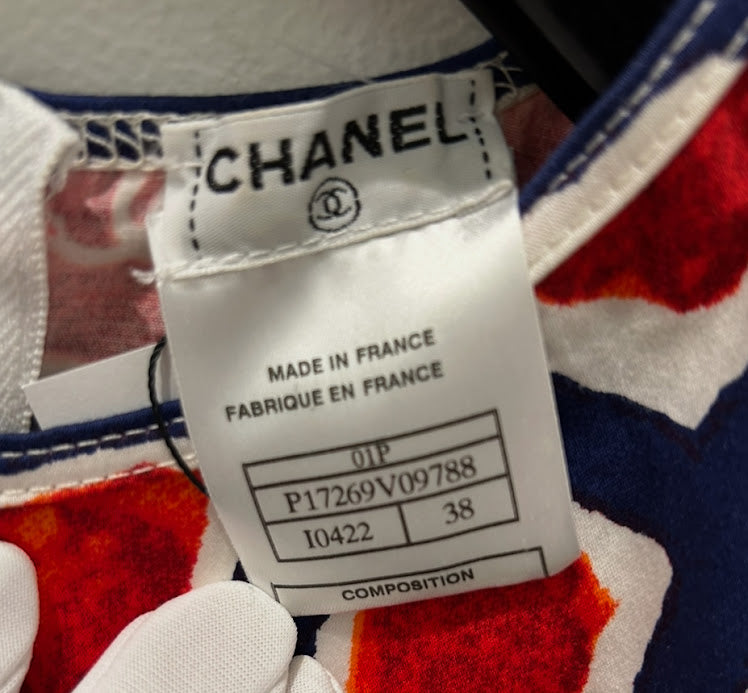 CHANEL
MADE IN FRANCE
FABRIQUE EN FRANCE
01P
P17269V09788
I0422 38
COMPOSITION